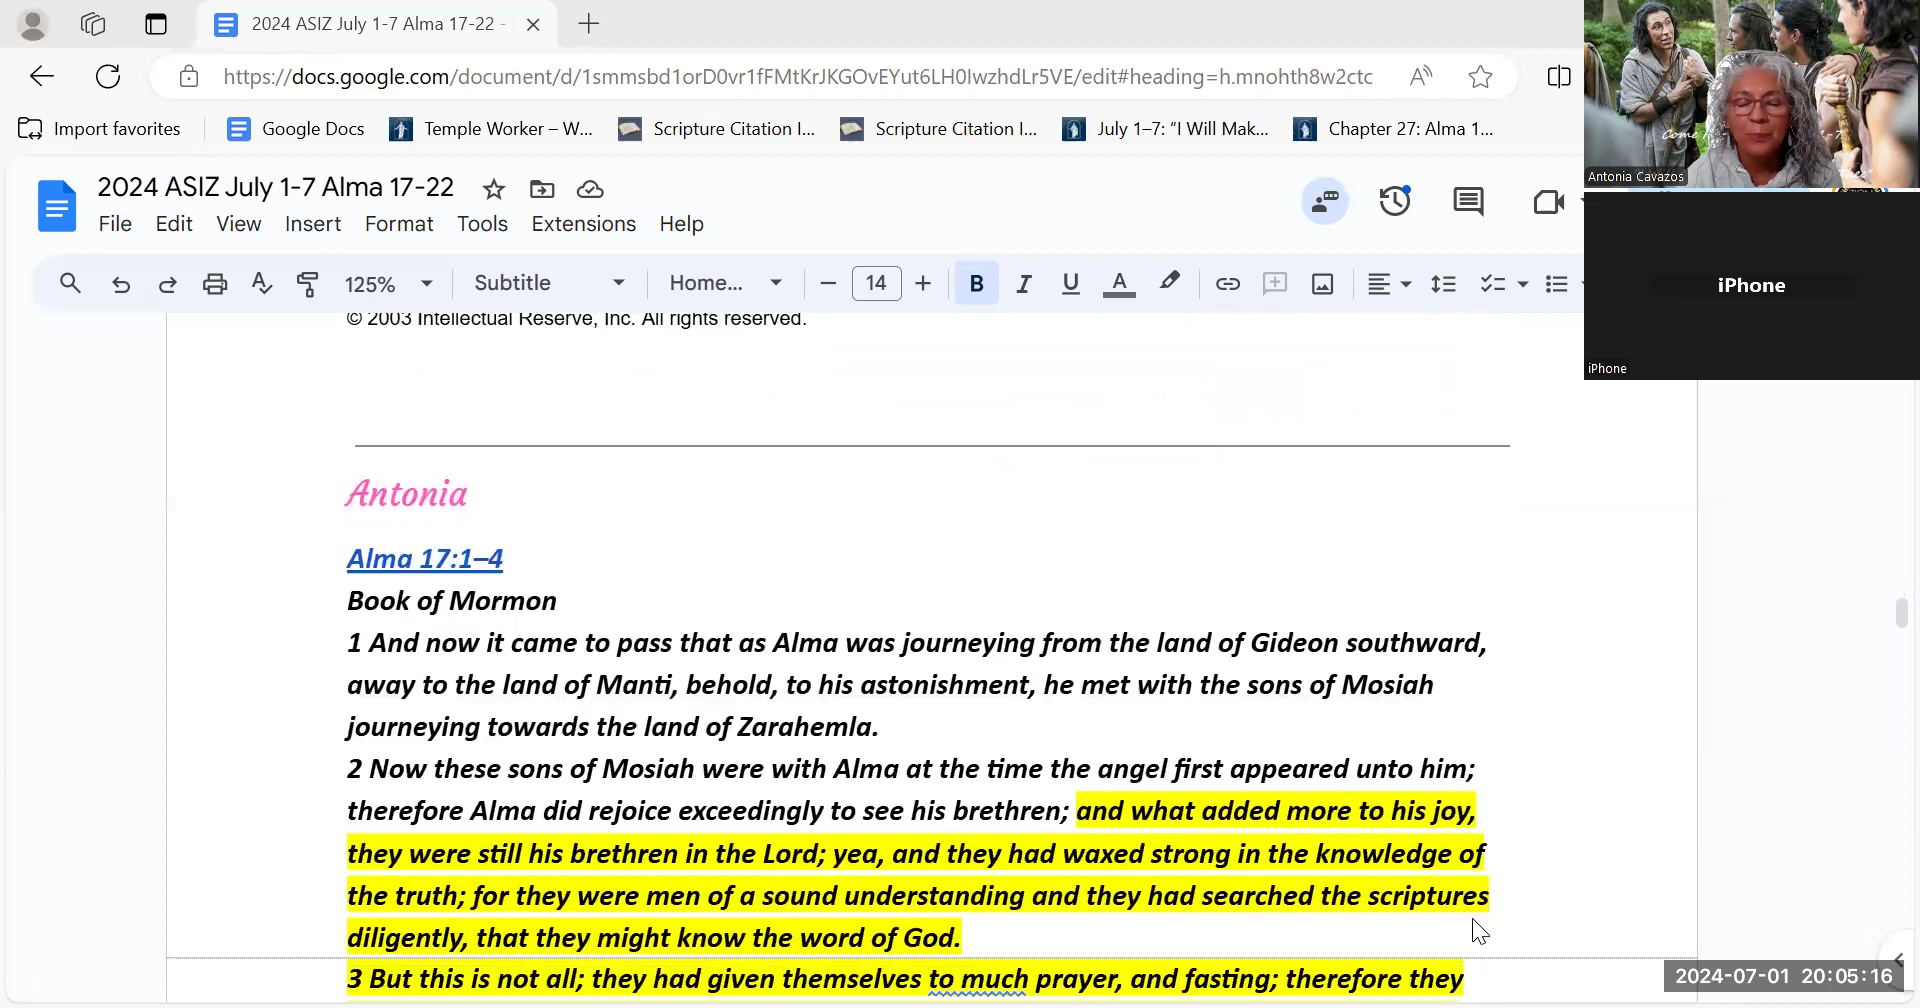 2024 ASIZ July 1-7 Alma 17-22 -
https://docs.google.com/document/d/1smmsbd1orD0vr1fFMtKrJKGOvEYut6LH0IwzhdLr5VE/edit#heading=h.mnohth8w2ctc
Import favorites
Google Docs
Temple Worker – W...
Scripture Citation I...
Scripture Citation I...
July 1–7: “I Will Mak...
Chapter 27: Alma 1...
Come
Antonia Cavazos
2024 ASIZ July 1-7 Alma 17-22
File Edit View Insert Format Tools Extensions Help
125% Subtitle Home... 14 B I U A
iPhone
iPhone
© 2003 Intellectual Reserve, Inc. All rights reserved.
Antonia
Alma 17:1–4
Book of Mormon
1 And now it came to pass that as Alma was journeying from the land of Gideon southward,
away to the land of Manti, behold, to his astonishment, he met with the sons of Mosiah
journeying towards the land of Zarahemla.
2 Now these sons of Mosiah were with Alma at the time the angel first appeared unto him;
therefore Alma did rejoice exceedingly to see his brethren; and what added more to his joy,
they were still his brethren in the Lord; yea, and they had waxed strong in the knowledge of
the truth; for they were men of a sound understanding and they had searched the scriptures
diligently, that they might know the word of God.
3 But this is not all; they had given themselves to much prayer, and fasting; therefore they
2024-07-01 20:05:16